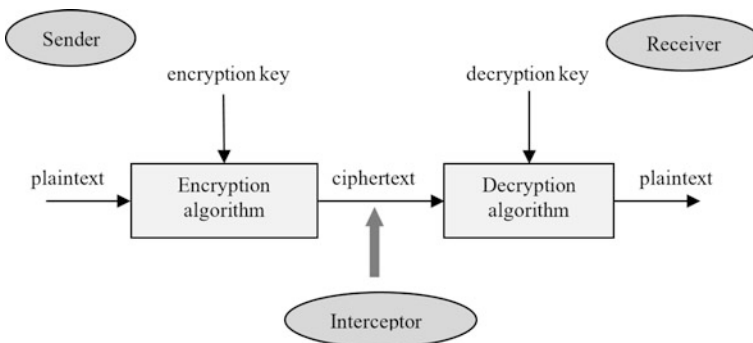 Sender
Receiver
encryption key
decryption key
plaintext
Encryption
algorithm
ciphertext
Decryption
algorithm
plaintext
Interceptor